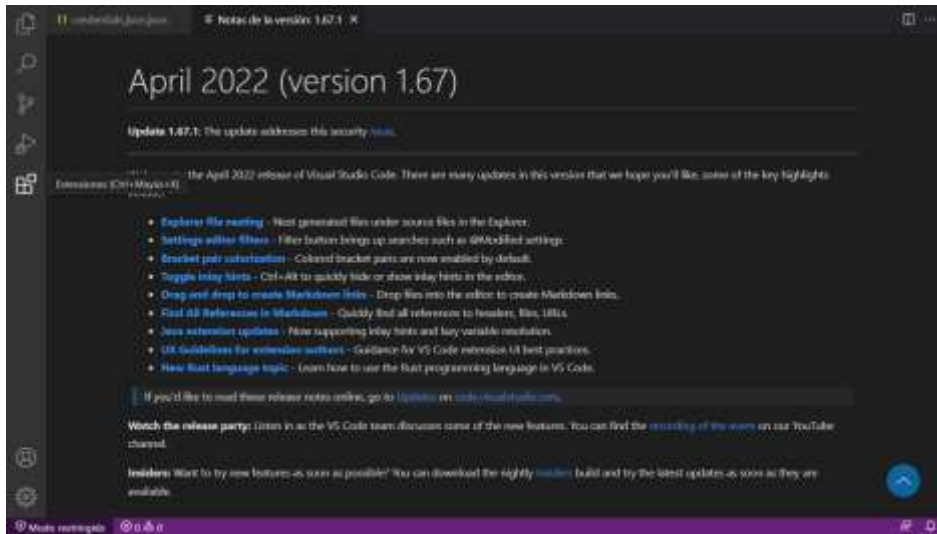 Notas de la versión: 1.67.1
April 2022 (version 1.67)
Update 1.67.1: The update addresses this security issue.
the April 2022 release of Visual Studio Code. There are many updates in this version that we hope you'll like, some of the key highlights
Extensiones (Ctrl+Mayús+X)
Explorer file nesting - Nest generated files under source files in the Explorer.
Settings editor filters - Filter button brings up searches such as @Modified settings.
Bracket pair colorization - Colored bracket pairs are now enabled by default.
Toggle inlay hints - Ctrl+Alt to quickly hide or show inlay hints in the editor.
Drag and drop to create Markdown links - Drop files into the editor to create Markdown links.
Find All References in Markdown - Quickly find all references to headers, files, URLs.
Java extension updates - Now supporting inlay hints and lazy variable resolution.
UX Guidelines for extension authors - Guidance for VS Code extension UI best practices.
New Rust language topic - Learn how to use the Rust programming language in VS Code.
If you'd like to read these release notes online, go to Updates on code.visualstudio.com.
Watch the release party: Listen in as the VS Code team discusses some of the new features. You can find the recording of the event on our YouTube
channel.
Insiders: Want to try new features as soon as possible? You can download the nightly Insiders build and try the latest updates as soon as they are
available.
Modo restringido 0 0